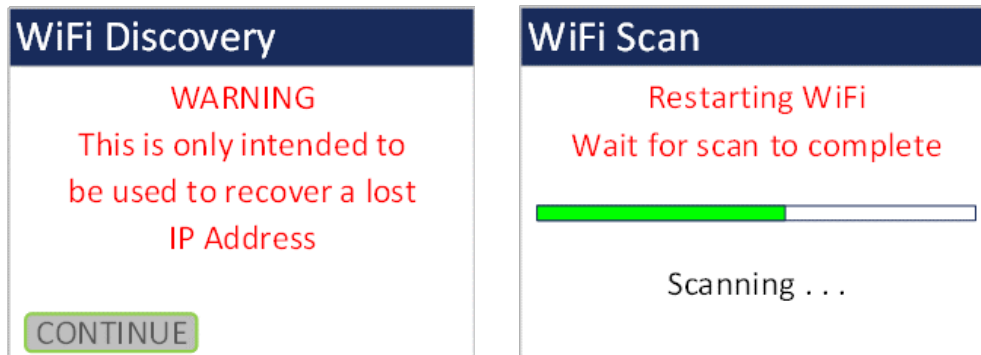 WiFi Discovery
WARNING
This is only intended to
be used to recover a lost
IP Address
CONTINUE
WiFi Scan
Restarting WiFi
Wait for scan to complete
Scanning . . .